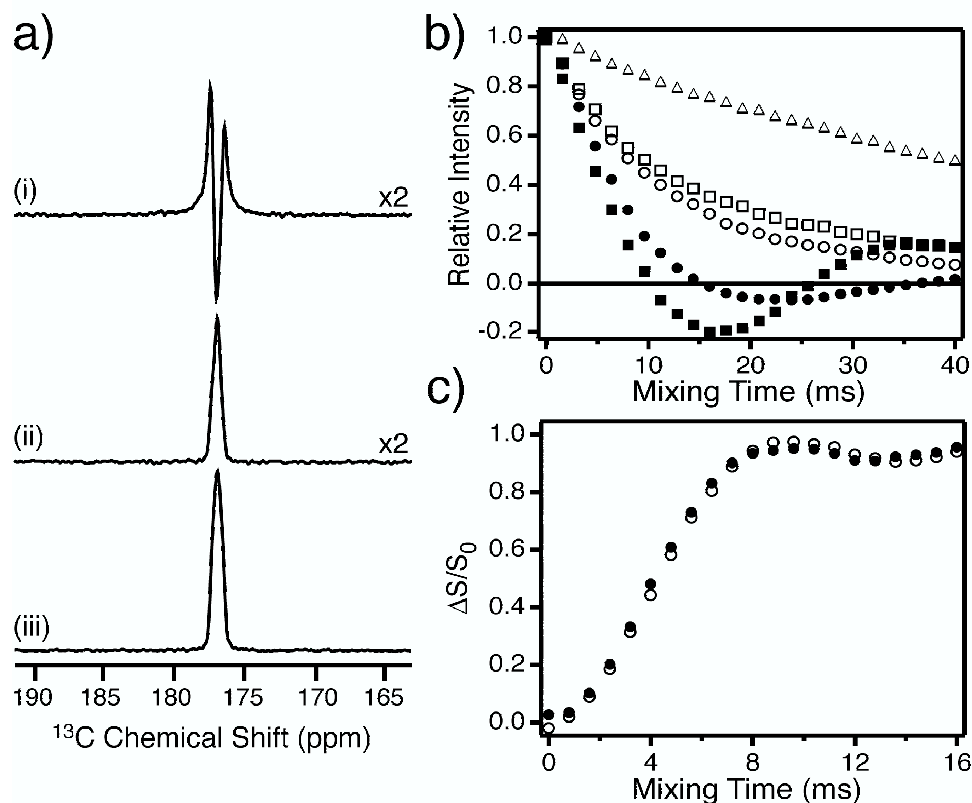 a)
(i)
x2
(ii)
x2
(iii)
190 185 180 175 170 165
¹³C Chemical Shift (ppm)
b)
Relative Intensity
1.0
0.8
0.6
0.4
0.2
0.0
-0.2
0 10 20 30 40
Mixing Time (ms)
c)
ΔS/S₀
1.0
0.8
0.6
0.4
0.2
0.0
0 4 8 12 16
Mixing Time (ms)